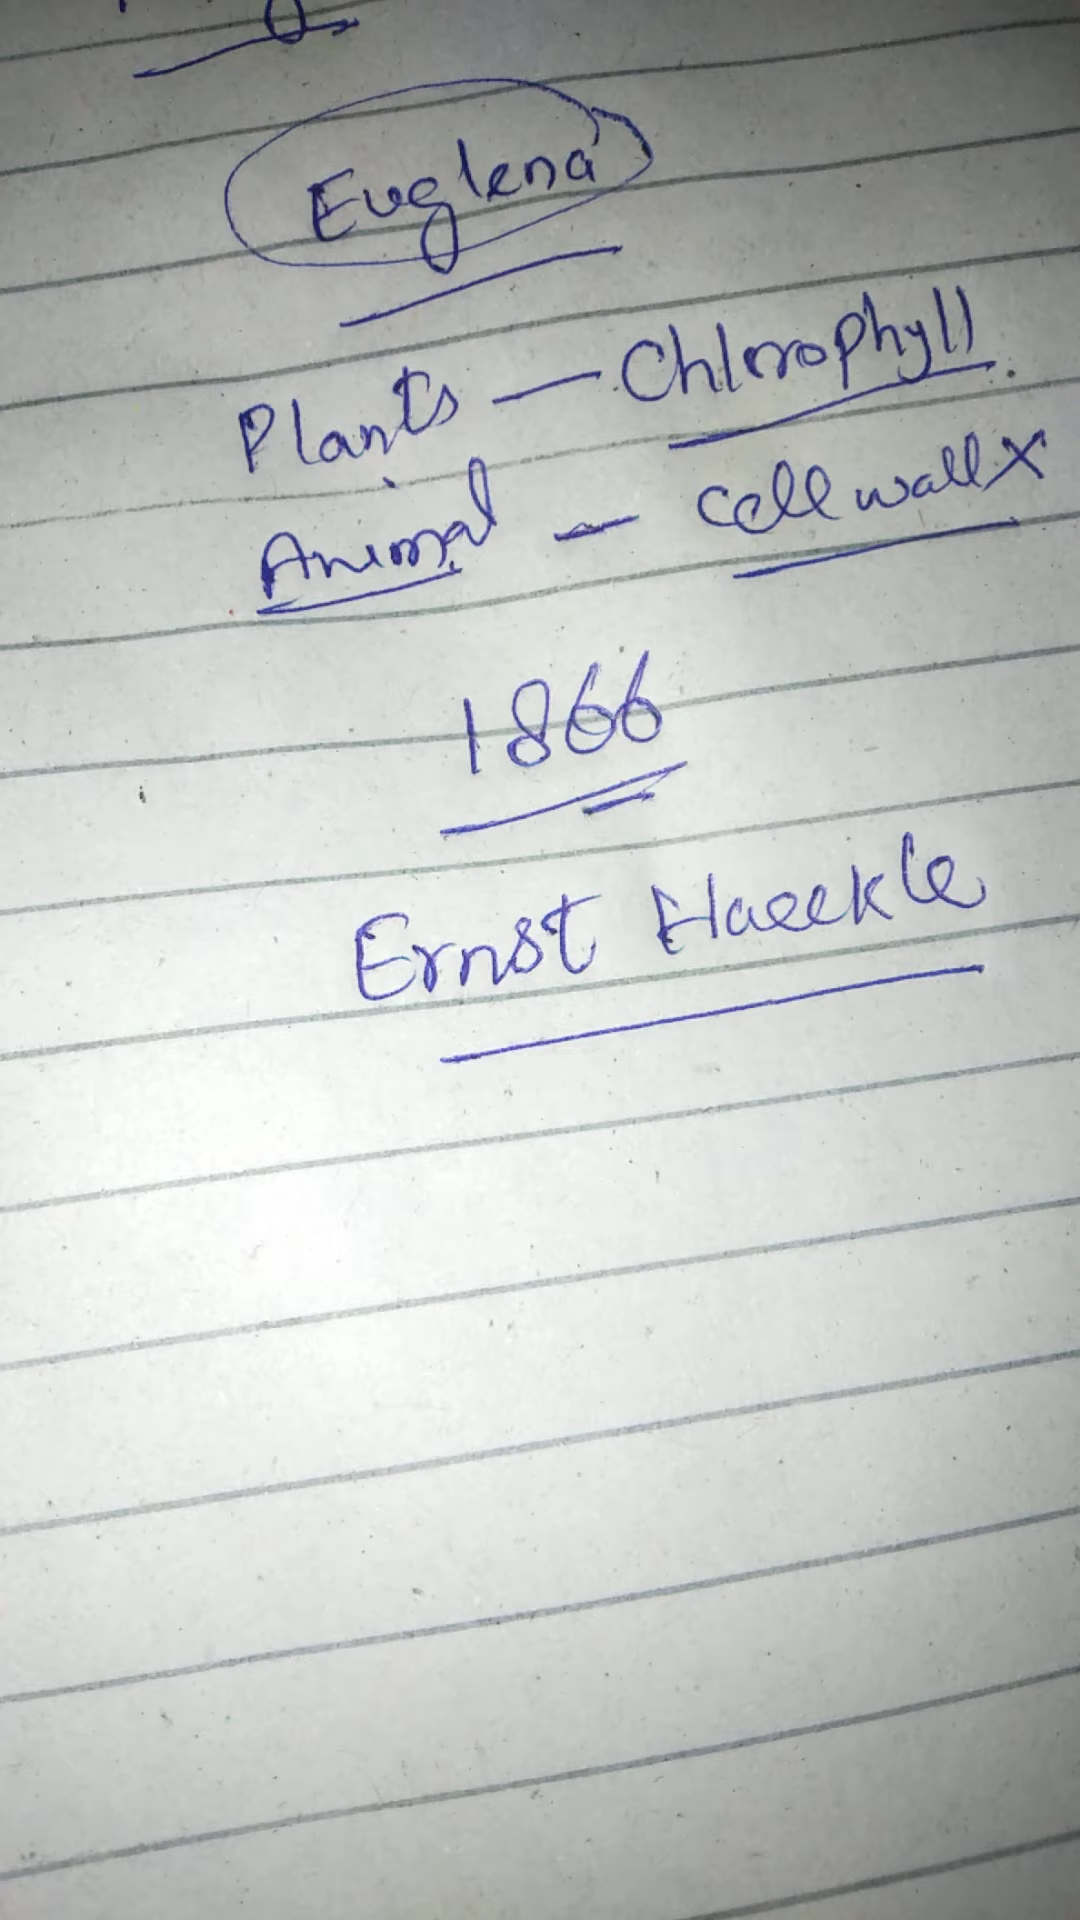 Euglena
Plants — Chlorophyll.
Animal — Cell wall X
1866
Ernst Haeckle